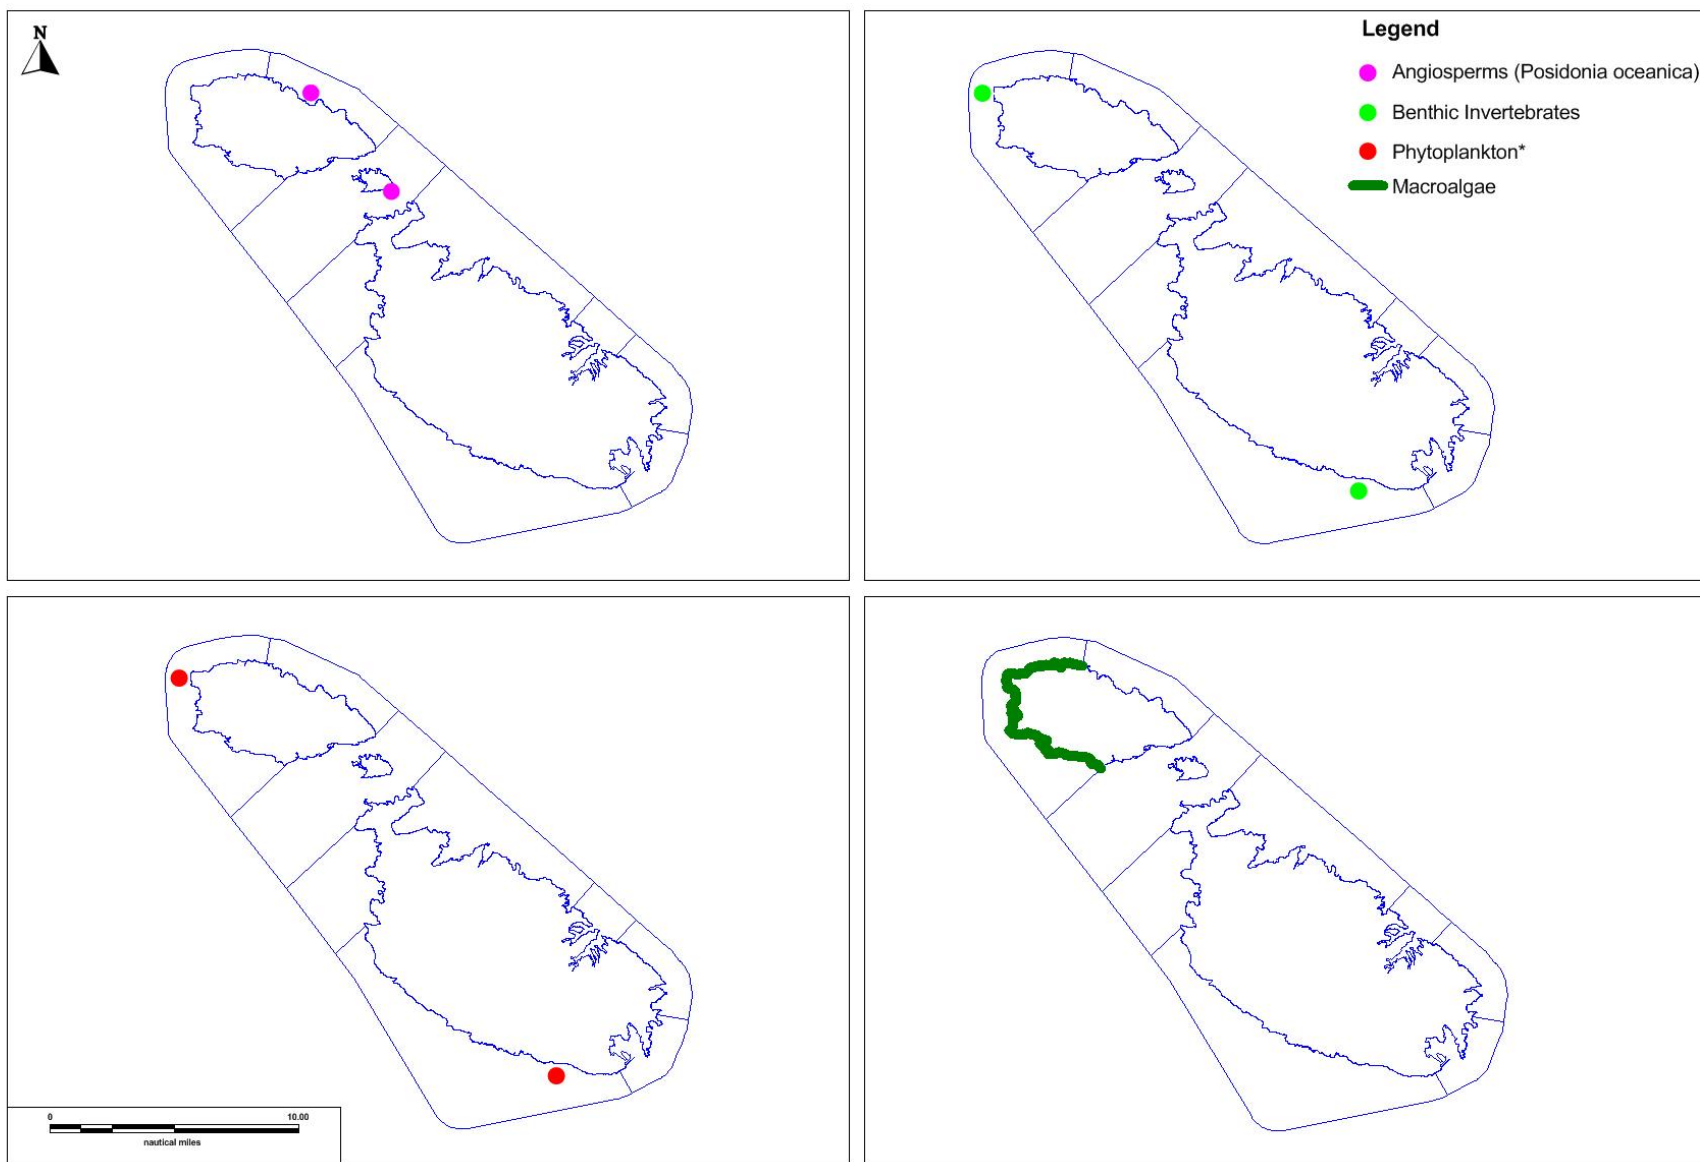 N
Legend
Angiosperms (Posidonia oceanica)
Benthic Invertebrates
Phytoplankton*
Macroalgae
0 10.00
nautical miles